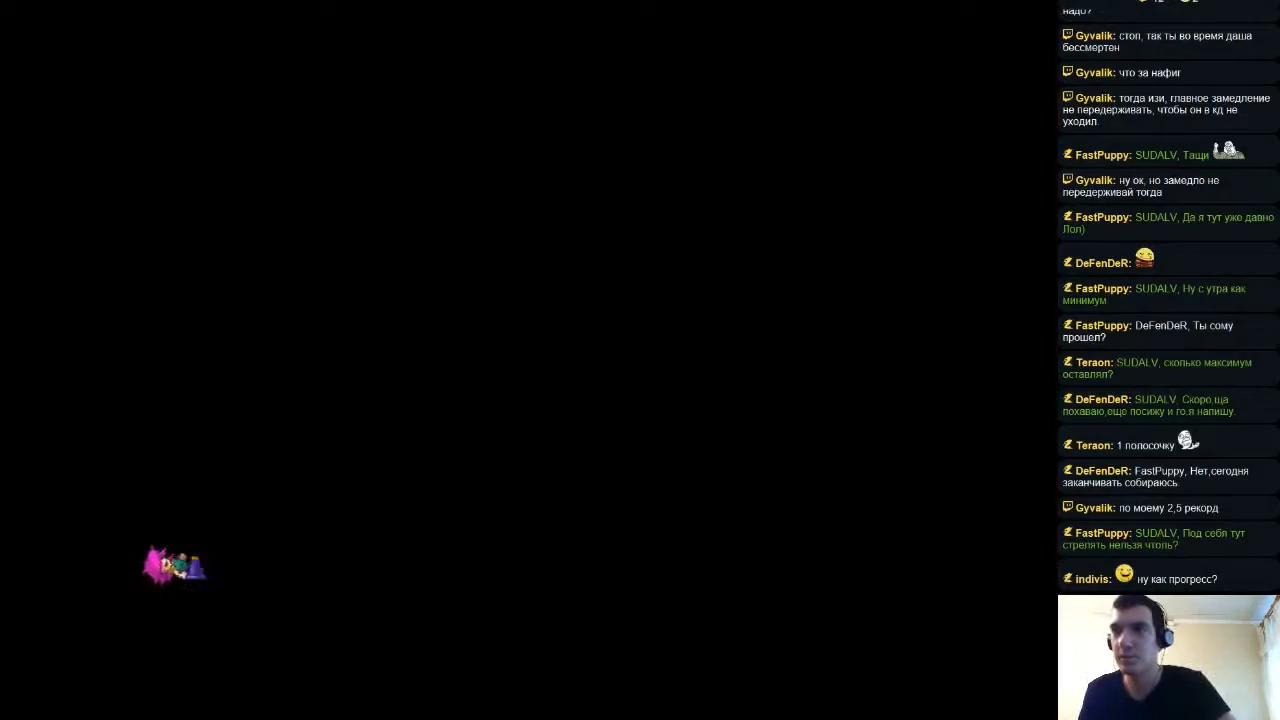 надо?
Gyvalik: стоп, так ты во время даша
бессмертен
Gyvalik: что за нафиг
Gyvalik: тогда изи, главное замедление
не передерживать, чтобы он в кд не
уходил.
FastPuppy: SUDALV, Тащи
Gyvalik: ну ок, но замедло не
передерживай тогда
FastPuppy: SUDALV, Да я тут уже давно
Лол)
DeFenDeR:
FastPuppy: SUDALV, Ну с утра как
минимум
FastPuppy: DeFenDeR, Ты сому
прошел?
Teraon: SUDALV, сколько максимум
оставлял?
DeFenDeR: SUDALV, Скоро,ща
похаваю,еще посижу и го.я напишу.
Teraon: 1 полосочку
DeFenDeR: FastPuppy, Нет,сегодня
заканчивать собираюсь.
Gyvalik: по моему 2,5 рекорд
FastPuppy: SUDALV, Под себя тут
стрелять нельзя чтоль?
indivis: ну как прогресс?